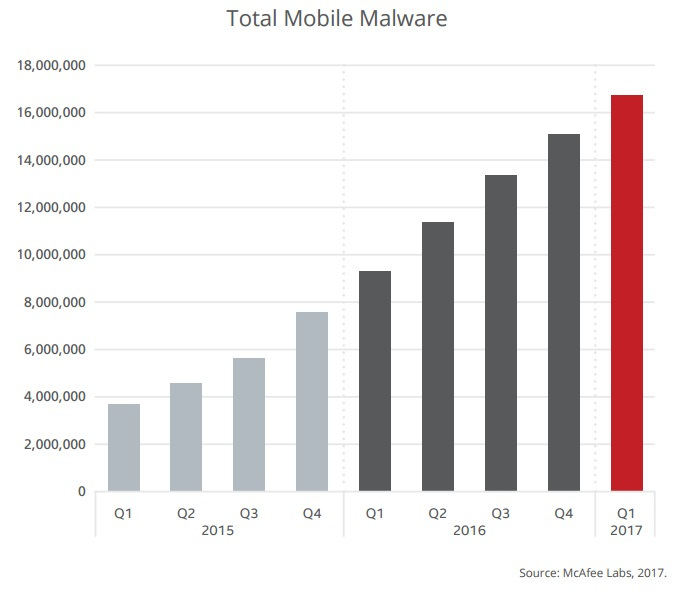 Total Mobile Malware
18,000,000
16,000,000
14,000,000
12,000,000
10,000,000
8,000,000
6,000,000
4,000,000
2,000,000
0
Q1 Q2 Q3 Q4 Q1 Q2 Q3 Q4 Q1
2015 2016 2017
Source: McAfee Labs, 2017.